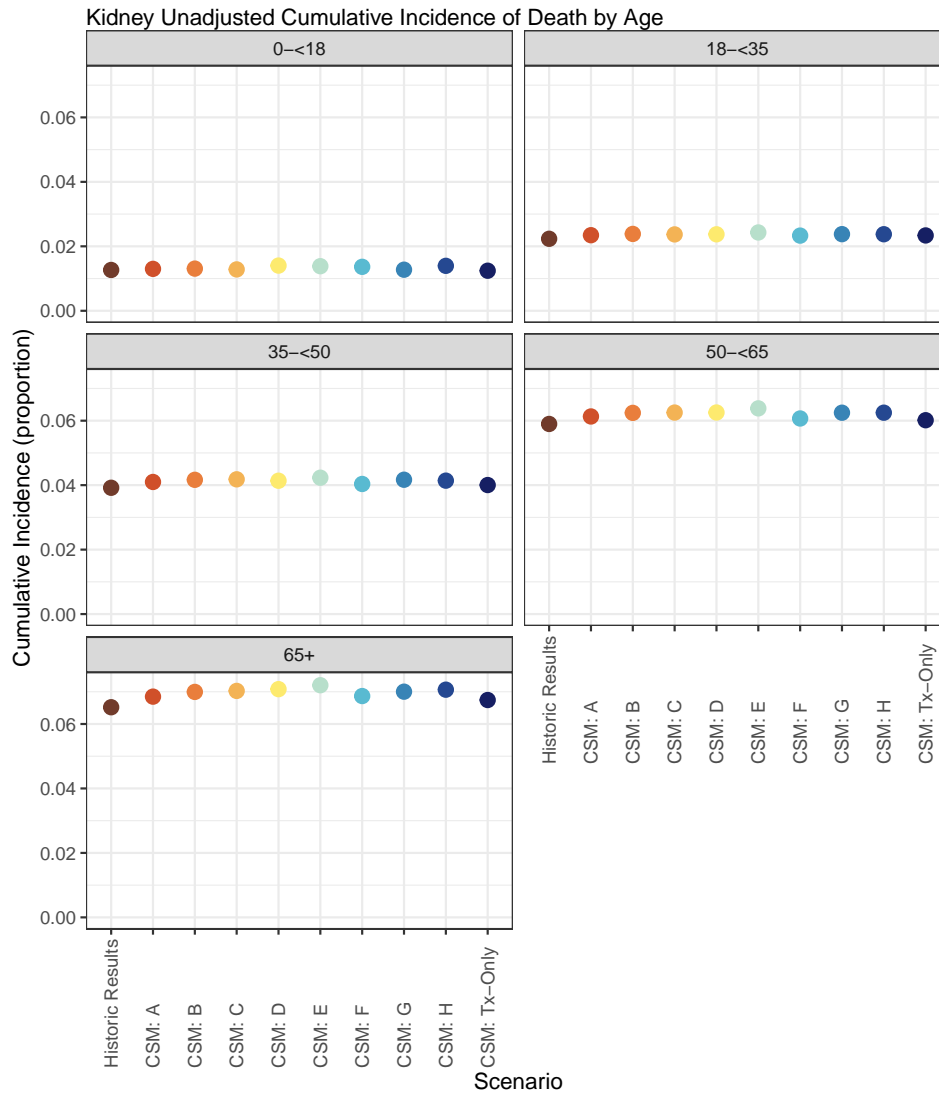 Kidney Unadjusted Cumulative Incidence of Death by Age
0−<18
18−<35
0.06
0.04
0.02
0.00
35−<50
50−<65
0.06
0.04
0.02
0.00
65+
0.06
0.04
0.02
0.00
Cumulative Incidence (proportion)
Historic Results
CSM: A
CSM: B
CSM: C
CSM: D
CSM: E
CSM: F
CSM: G
CSM: H
CSM: Tx−Only
Historic Results
CSM: A
CSM: B
CSM: C
CSM: D
CSM: E
CSM: F
CSM: G
CSM: H
CSM: Tx−Only
Scenario